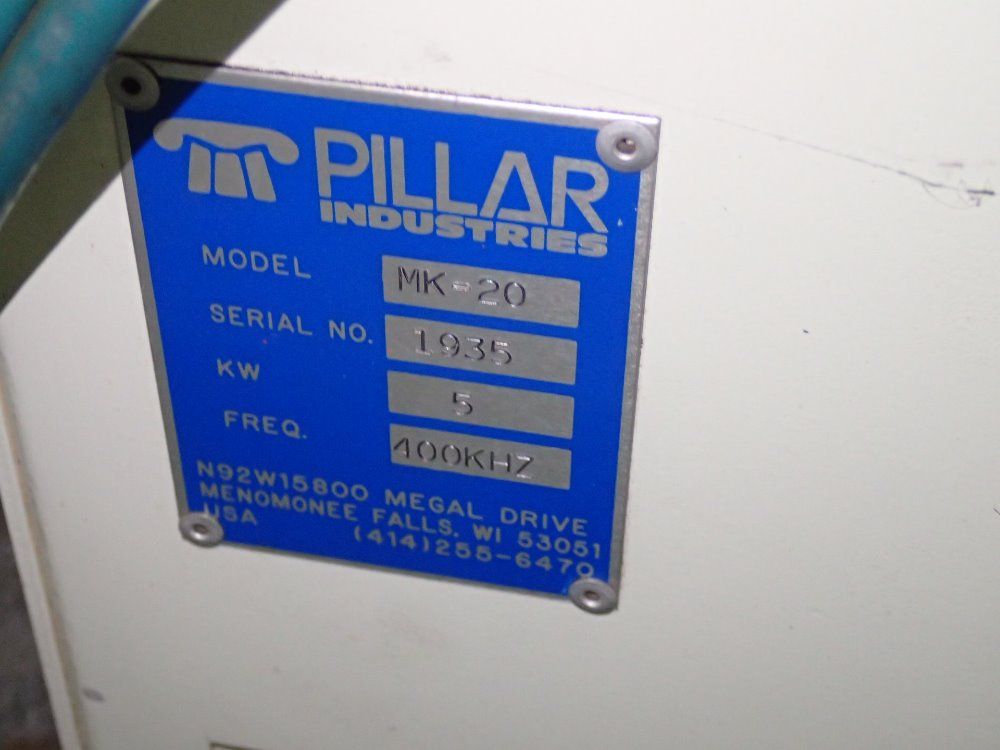 PILLAR
INDUSTRIES
MODEL MK-20
SERIAL NO. 1935
KW 5
FREQ. 400KHZ
N92W15800 MEGAL DRIVE
MENOMONEE FALLS, WI 53051
USA (414)255-6470